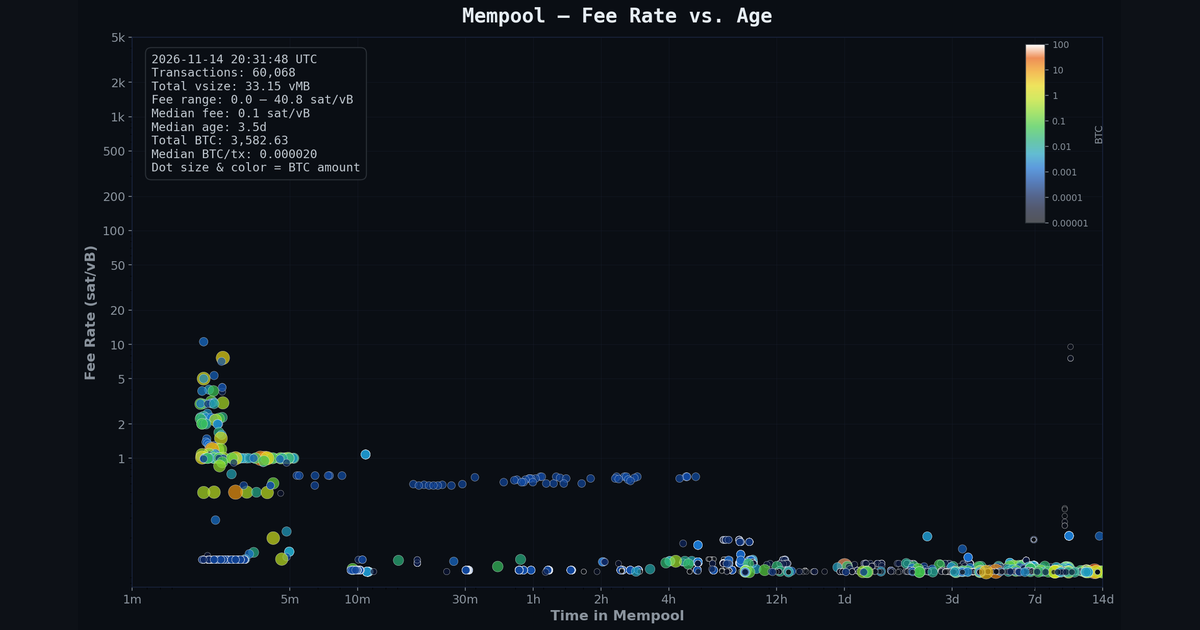 Mempool — Fee Rate vs. Age
2026-11-14 20:31:48 UTC
Transactions: 60,068
Total vsize: 33.15 vMB
Fee range: 0.0 — 40.8 sat/vB
Median fee: 0.1 sat/vB
Median age: 3.5d
Total BTC: 3,582.63
Median BTC/tx: 0.000020
Dot size & color = BTC amount
100
10
1
0.1
0.01
0.001
0.0001
0.00001
BTC
Fee Rate (sat/vB)
5k
2k
1k
500
200
100
50
20
10
5
2
1
1m
5m
10m
30m
1h
2h
4h
12h
1d
3d
7d
14d
Time in Mempool